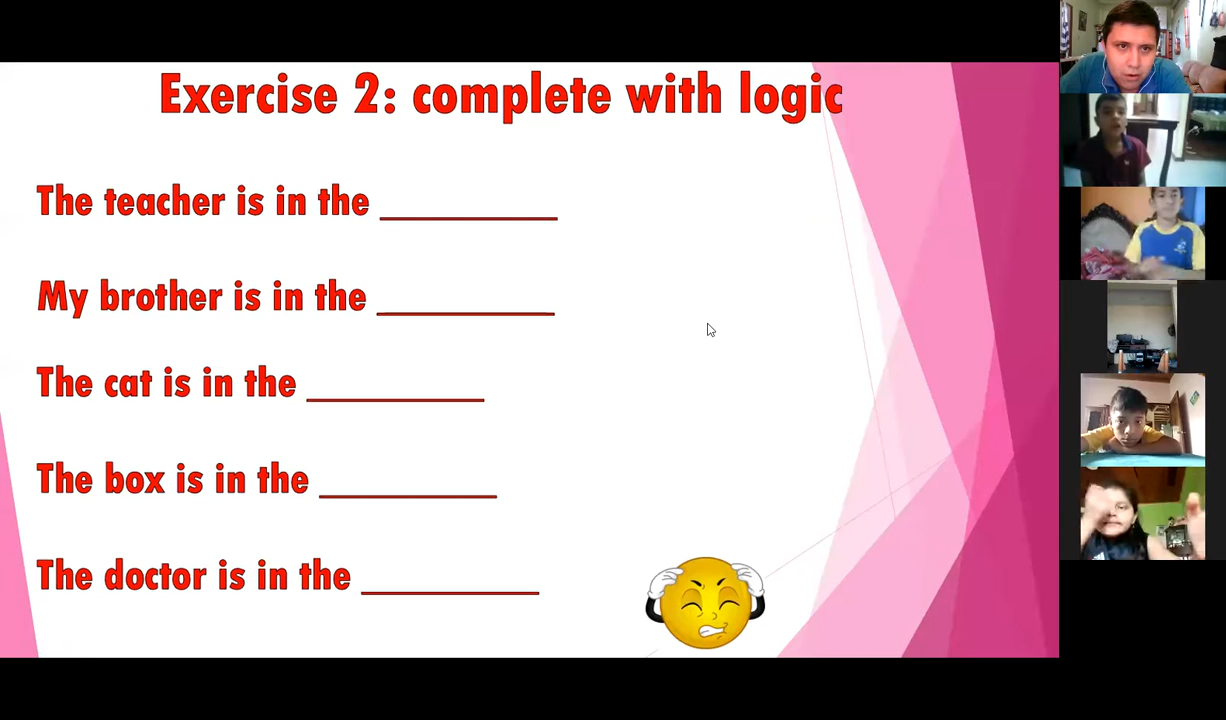 Exercise 2: complete with logic
The teacher is in the __________
My brother is in the __________
The cat is in the __________
The box is in the __________
The doctor is in the __________